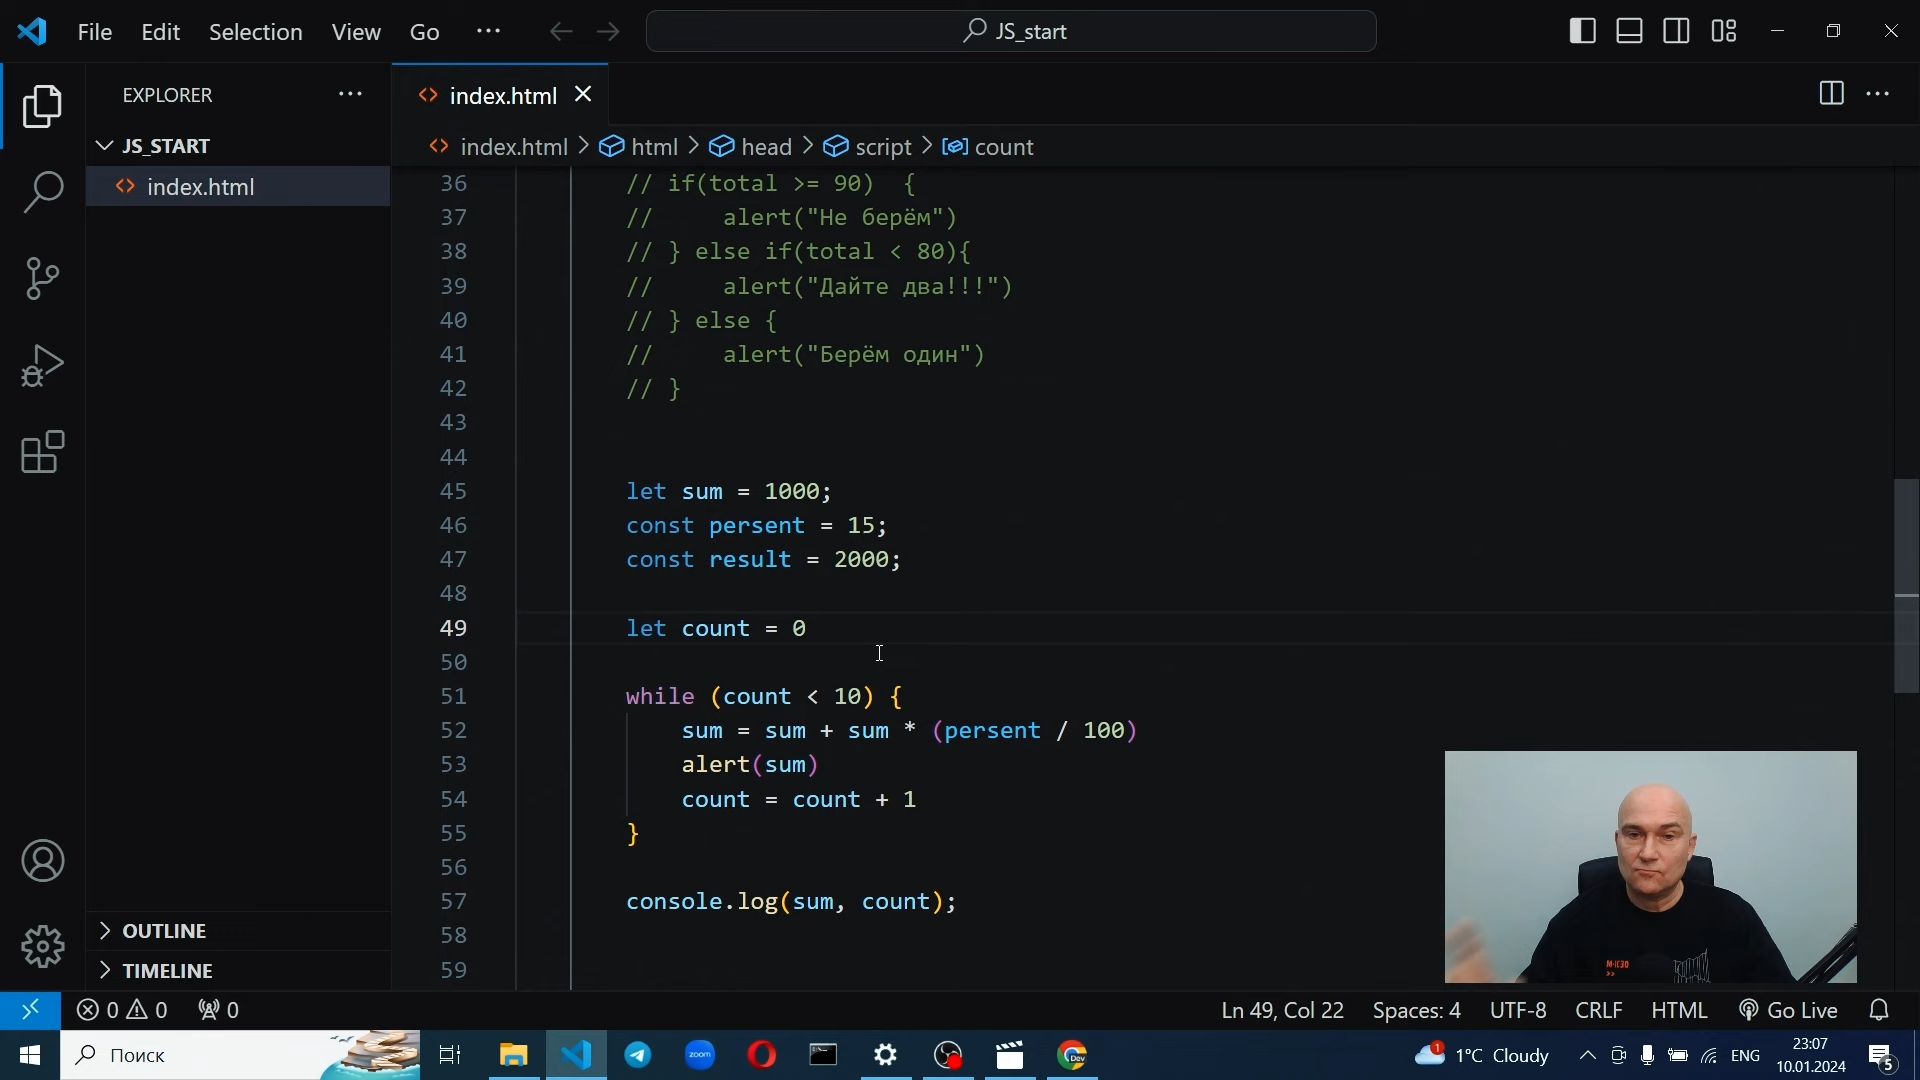 File Edit Selection View Go ··· JS_start
EXPLORER ···
index.html
JS_START
index.html > html > head > script > count
index.html
36 // if(total >= 90)  {
37 //     alert("Не берём")
38 // } else if(total < 80){
39 //     alert("Дайте два!!!")
40 // } else {
41 //     alert("Берём один")
42 // }
43
44
45 let sum = 1000;
46 const persent = 15;
47 const result = 2000;
48
49 let count = 0
50
51 while (count < 10) {
52     sum = sum + sum * (persent / 100)
53     alert(sum)
54     count = count + 1
55 }
56
57 console.log(sum, count);
58
59
OUTLINE
TIMELINE
0 0 0 Ln 49, Col 22 Spaces: 4 UTF-8 CRLF HTML Go Live
Поиск
zoom
Dev
1
1°C Cloudy
ENG
23:07
10.01.2024
5